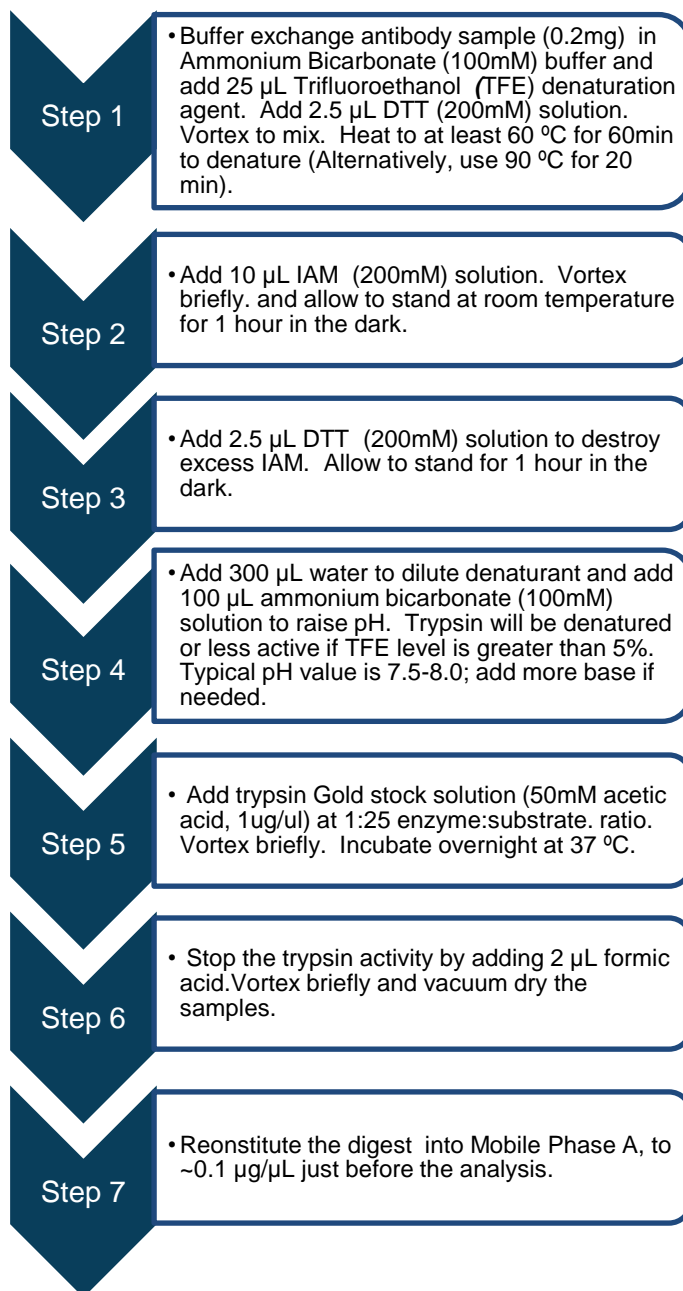 Step 1
•Buffer exchange antibody sample (0.2mg) in
Ammonium Bicarbonate (100mM) buffer and
add 25 µL Trifluoroethanol (TFE) denaturation
agent. Add 2.5 µL DTT (200mM) solution.
Vortex to mix. Heat to at least 60 ºC for 60min
to denature (Alternatively, use 90 ºC for 20
min).
Step 2
•Add 10 µL IAM (200mM) solution. Vortex
briefly. and allow to stand at room temperature
for 1 hour in the dark.
Step 3
•Add 2.5 µL DTT (200mM) solution to destroy
excess IAM. Allow to stand for 1 hour in the
dark.
Step 4
•Add 300 µL water to dilute denaturant and add
100 µL ammonium bicarbonate (100mM)
solution to raise pH. Trypsin will be denatured
or less active if TFE level is greater than 5%.
Typical pH value is 7.5-8.0; add more base if
needed.
Step 5
• Add trypsin Gold stock solution (50mM acetic
acid, 1ug/ul) at 1:25 enzyme:substrate. ratio.
Vortex briefly. Incubate overnight at 37 ºC.
Step 6
• Stop the trypsin activity by adding 2 µL formic
acid.Vortex briefly and vacuum dry the
samples.
Step 7
•Reconstitute the digest into Mobile Phase A, to
~0.1 µg/µL just before the analysis.